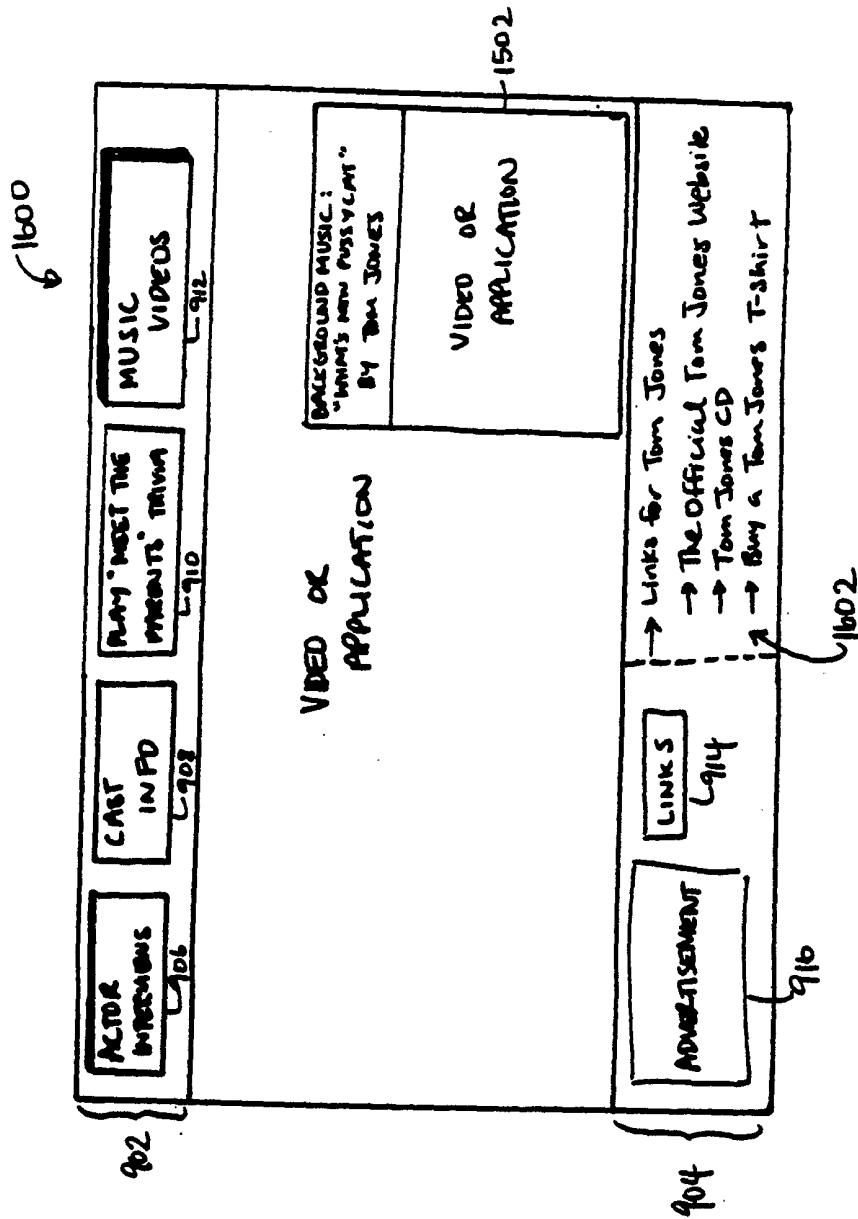 1600
902
ACTOR
INTERVIEWS
906
CAST
INFO
908
PLAY "MEET THE
PARENTS" TRIVIA
910
MUSIC
VIDEOS
912
VIDEO OR
APPLICATION
BACKGROUND MUSIC:
"WHAT'S NEW PUSSYCAT"
BY TOM JONES
VIDEO OR
APPLICATION
1502
904
ADVERTISEMENT
916
LINKS
914
→ Links for Tom Jones
→ The Official Tom Jones Website
→ Tom Jones CD
→ Buy a Tom Jones T-Shirt
1602